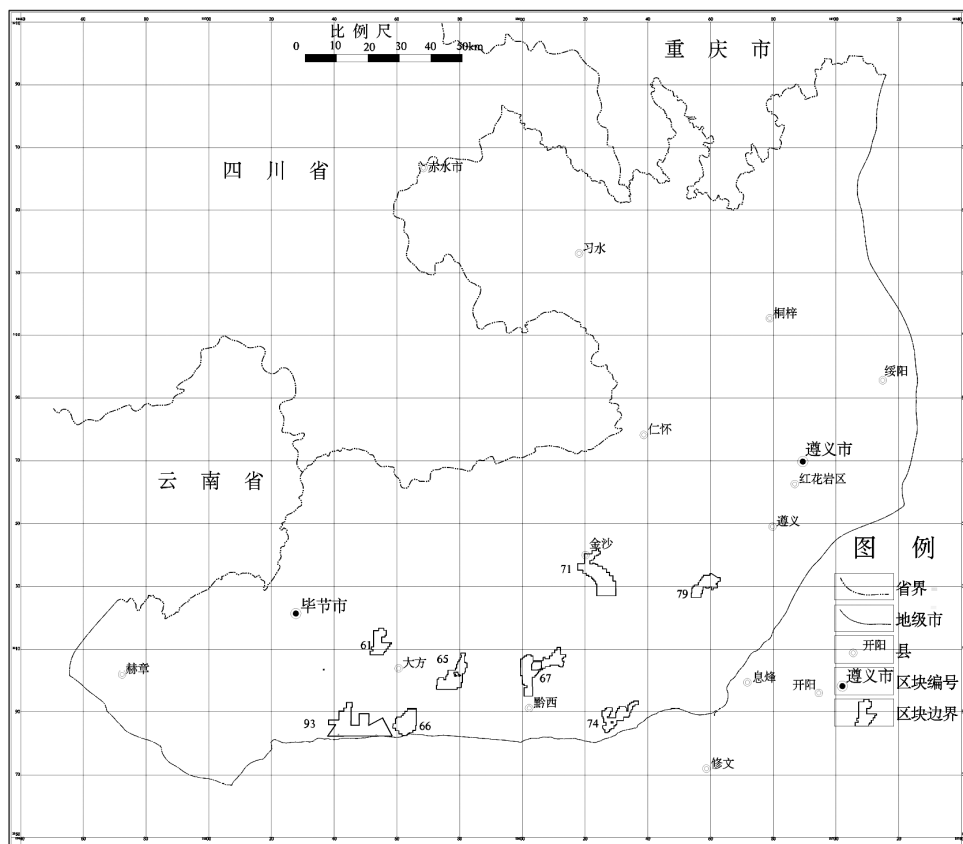 比 例 尺
0 10 20 30 40 50km
重 庆 市
四 川 省
赤水市
习水
桐梓
绥阳
仁怀
遵义市
红花岩区
云 南 省
遵义
金沙
71
79
毕节市
61
大方
65
67
赫章
黔西
息烽
开阳
93
66
74
修文
图 例
省界
地级市
开阳
县
遵义市
区块编号
区块边界